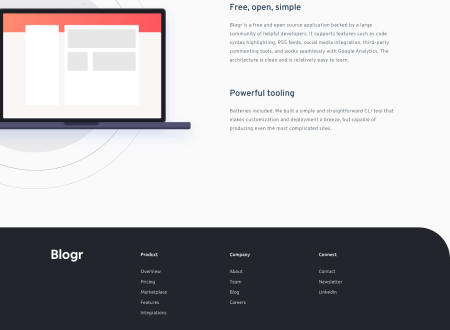 Free, open, simple
Blogr is a free and open source application backed by a large
community of helpful developers. It supports features such as code
syntax highlighting, RSS feeds, social media integration, third-party
commenting tools, and works seamlessly with Google Analytics. The
architecture is clean and is relatively easy to learn.
Powerful tooling
Batteries included. We built a simple and straightforward CLI tool that
makes customization and deployment a breeze, but capable of
producing even the most complicated sites.
Blogr
Product
Overview
Pricing
Marketplace
Features
Integrations
Company
About
Team
Blog
Careers
Connect
Contact
Newsletter
LinkedIn